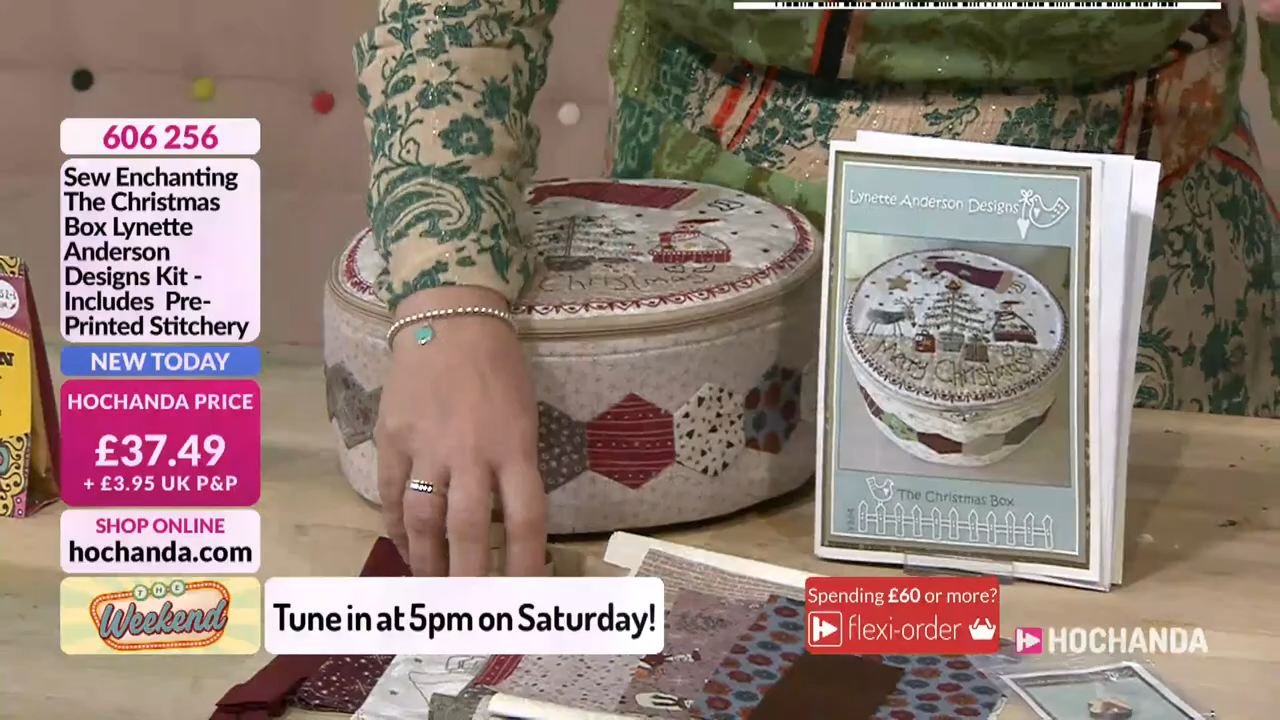 606 256
Sew Enchanting
The Christmas
Box Lynette
Anderson
Designs Kit -
Includes Pre-
Printed Stitchery
NEW TODAY
HOCHANDA PRICE
£37.49
+ £3.95 UK P&P
SHOP ONLINE
hochanda.com
THE
Weekend
Tune in at 5pm on Saturday!
Spending £60 or more?
flexi-order
HOCHANDA
Christmas
Lynette Anderson Designs
Merry Christmas
The Christmas Box